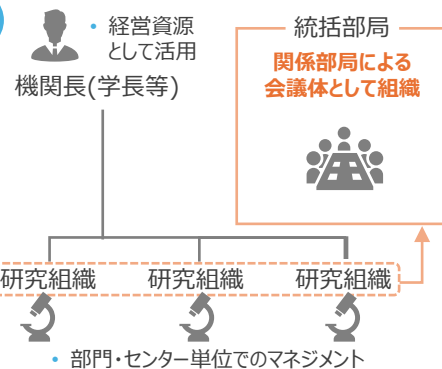 ・経営資源
として活用
機関長(学長等)
統括部局
関係部局による
会議体として組織
研究組織 研究組織 研究組織
・部門・センター単位でのマネジメント